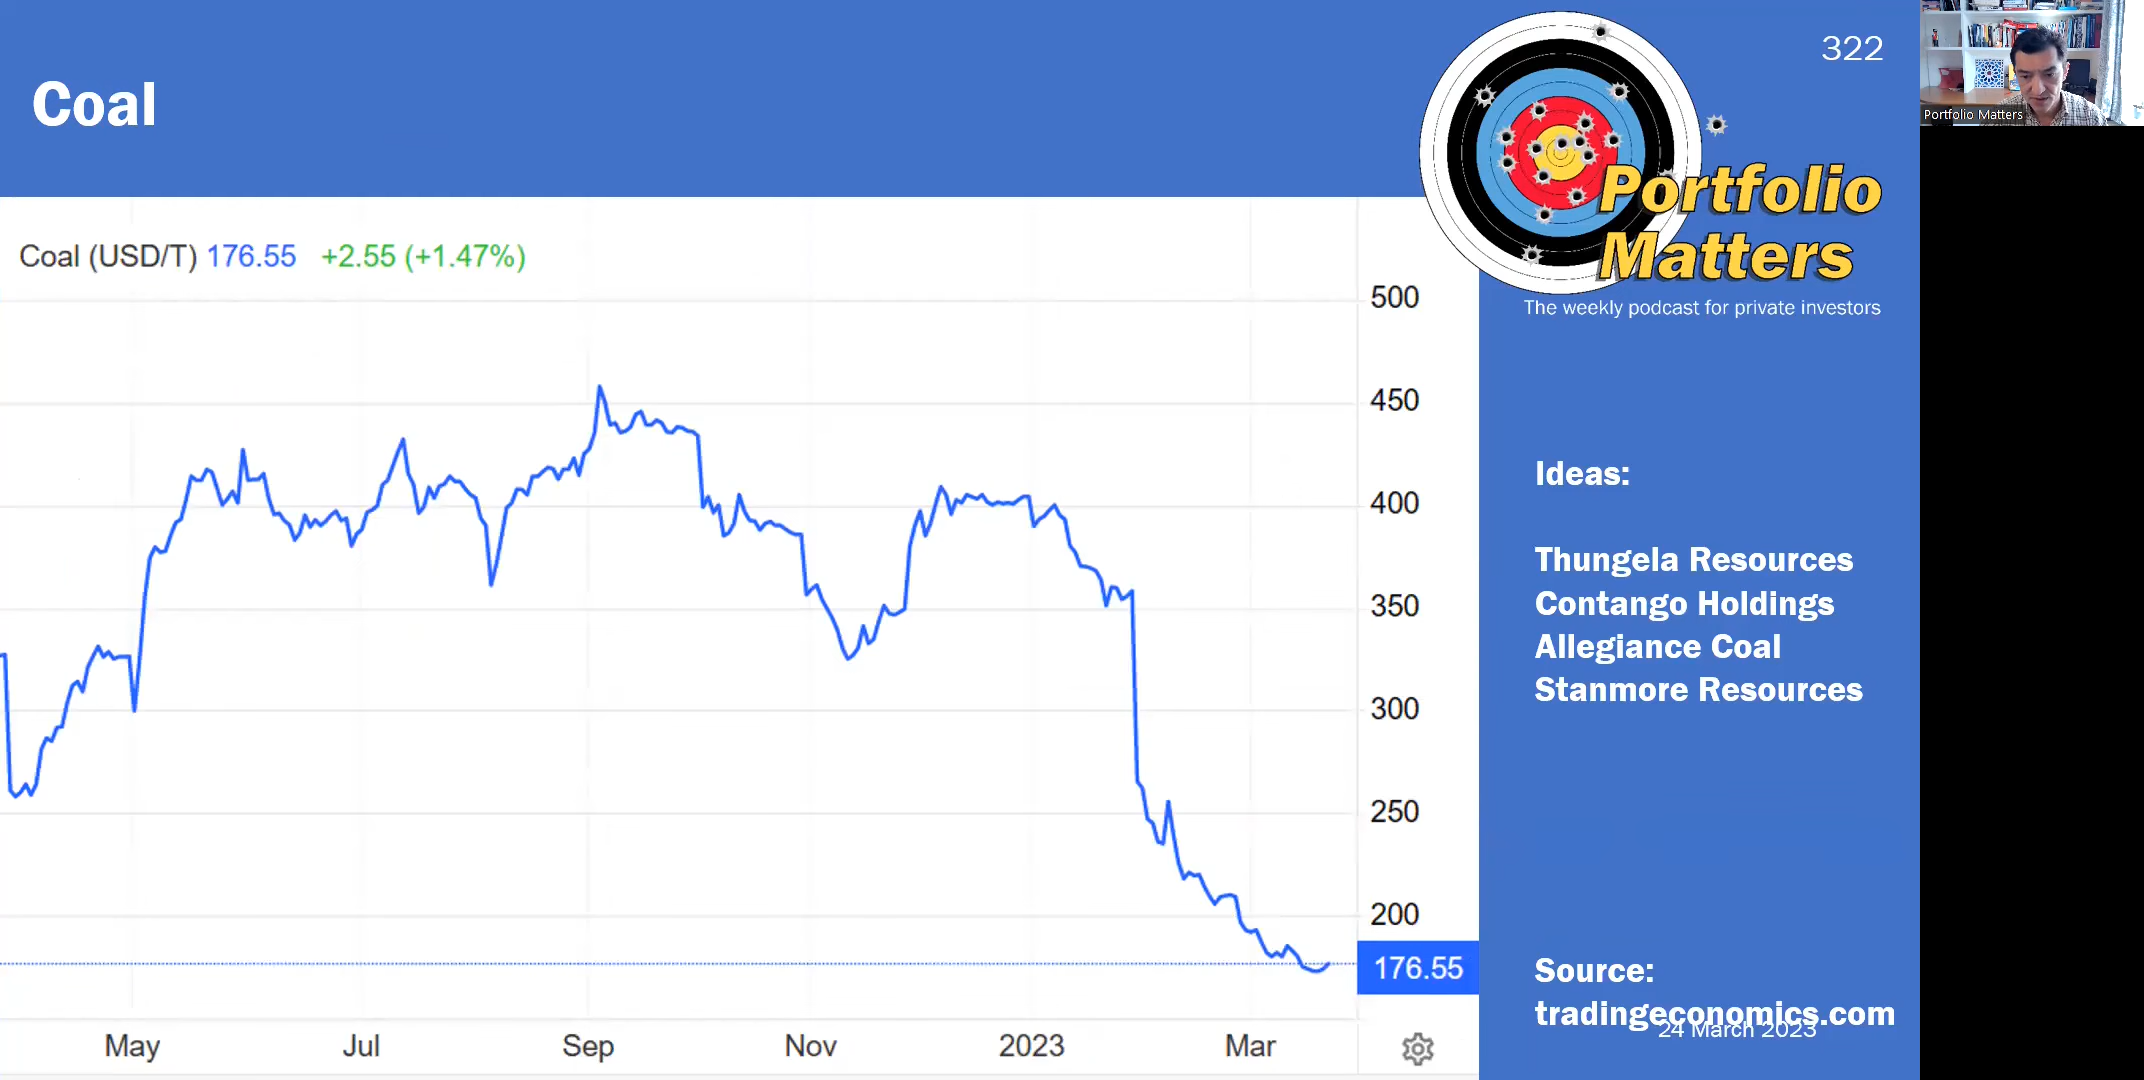 Coal
322
Portfolio Matters
Portfolio
Matters
The weekly podcast for private investors
Coal (USD/T) 176.55 +2.55 (+1.47%)
500
450
400
350
300
250
200
176.55
May Jul Sep Nov 2023 Mar
Ideas:
Thungela Resources
Contango Holdings
Allegiance Coal
Stanmore Resources
Source:
tradingeconomics.com
24 March 2023